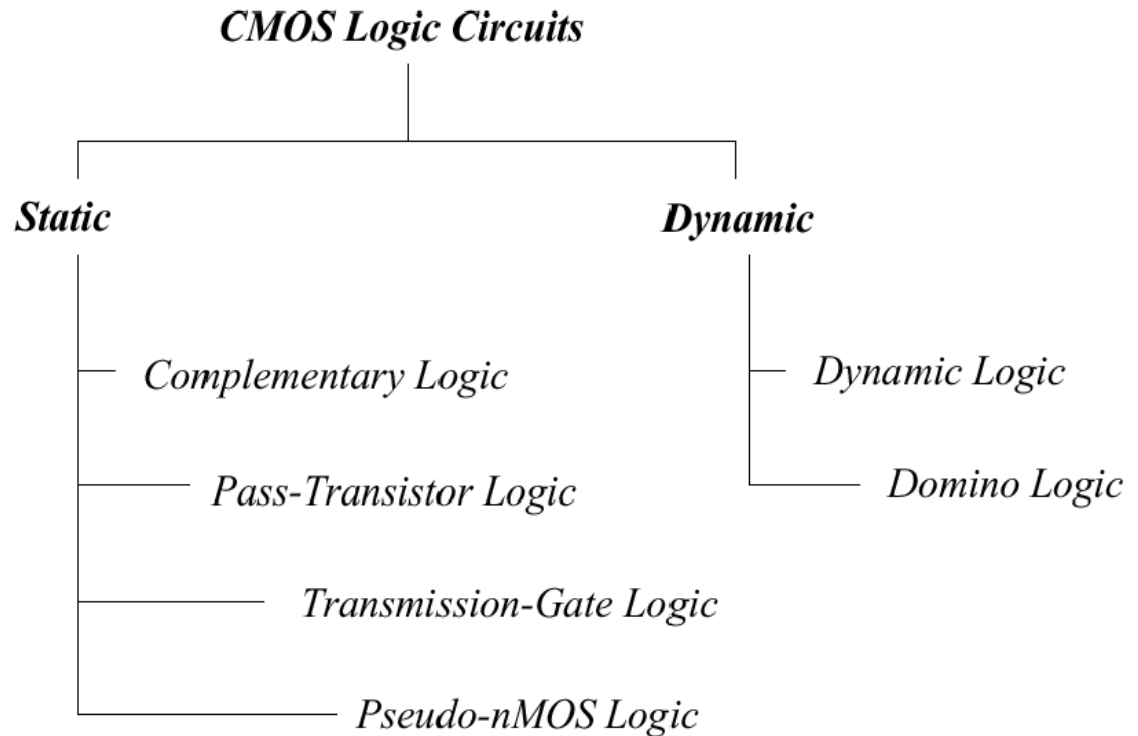 CMOS Logic Circuits
Static
Dynamic
Complementary Logic
Dynamic Logic
Pass-Transistor Logic
Domino Logic
Transmission-Gate Logic
Pseudo-nMOS Logic